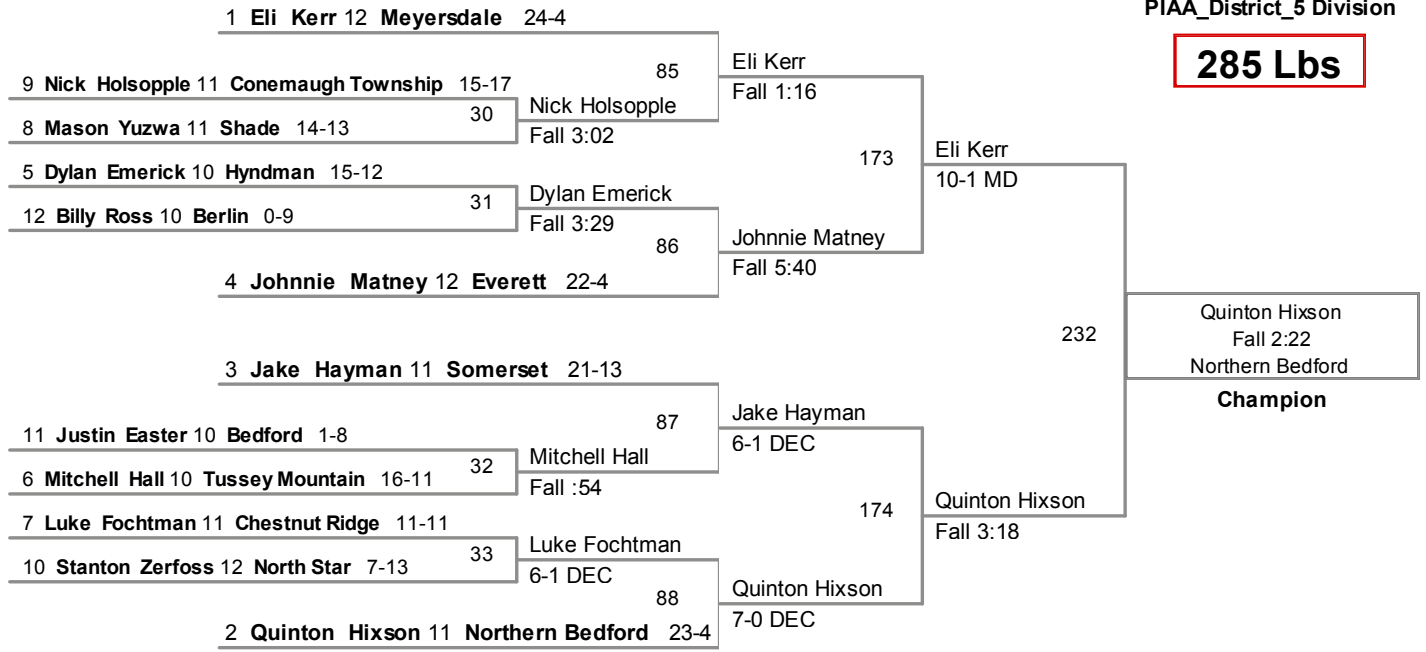 PIAA_District_5 Division
285 Lbs
1 Eli Kerr 12 Meyersdale 24-4
9 Nick Holsopple 11 Conemaugh Township 15-17
8 Mason Yuzwa 11 Shade 14-13
5 Dylan Emerick 10 Hyndman 15-12
12 Billy Ross 10 Berlin 0-9
4 Johnnie Matney 12 Everett 22-4
3 Jake Hayman 11 Somerset 21-13
11 Justin Easter 10 Bedford 1-8
6 Mitchell Hall 10 Tussey Mountain 16-11
7 Luke Fochtman 11 Chestnut Ridge 11-11
10 Stanton Zerfoss 12 North Star 7-13
2 Quinton Hixson 11 Northern Bedford 23-4
30
Nick Holsopple
Fall 3:02
31
Dylan Emerick
Fall 3:29
32
Mitchell Hall
Fall :54
33
Luke Fochtman
6-1 DEC
85
Eli Kerr
Fall 1:16
86
Johnnie Matney
Fall 5:40
87
Jake Hayman
6-1 DEC
88
Quinton Hixson
7-0 DEC
173
Eli Kerr
10-1 MD
174
Quinton Hixson
Fall 3:18
232
Quinton Hixson
Fall 2:22
Northern Bedford
Champion